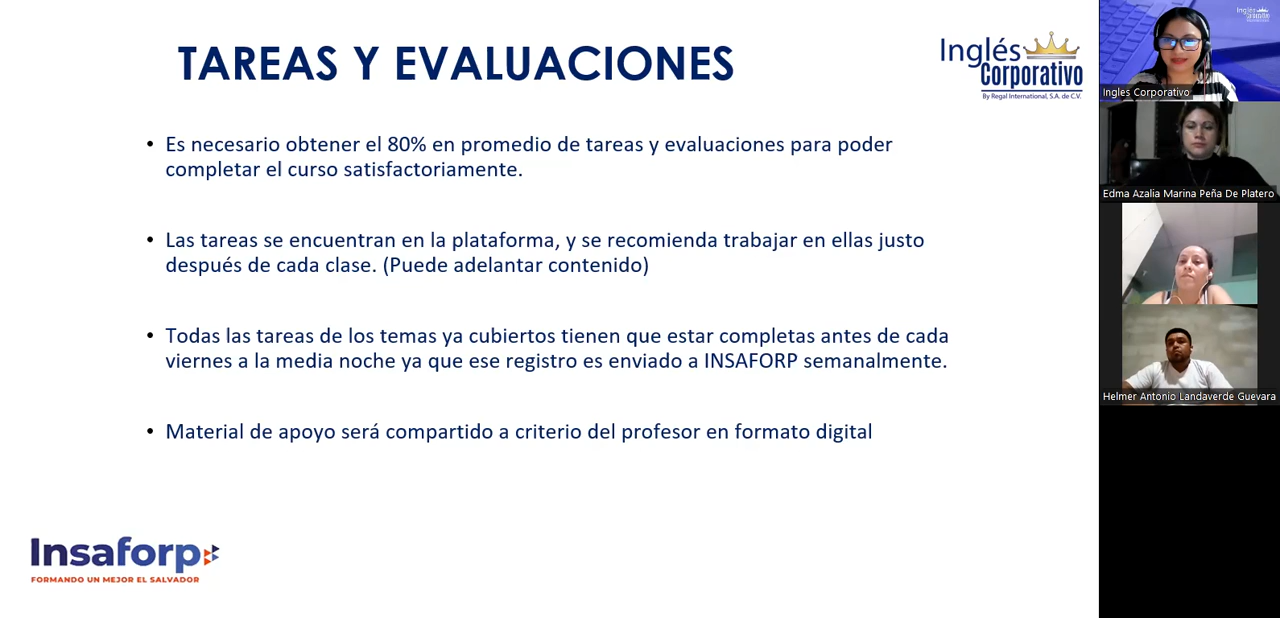 TAREAS Y EVALUACIONES
Inglés
Corporativo
By Regal International, S.A. de C.V.
• Es necesario obtener el 80% en promedio de tareas y evaluaciones para poder
completar el curso satisfactoriamente.
• Las tareas se encuentran en la plataforma, y se recomienda trabajar en ellas justo
después de cada clase. (Puede adelantar contenido)
• Todas las tareas de los temas ya cubiertos tienen que estar completas antes de cada
viernes a la media noche ya que ese registro es enviado a INSAFORP semanalmente.
• Material de apoyo será compartido a criterio del profesor en formato digital
Insaforp
FORMANDO UN MEJOR EL SALVADOR
Inglés
Ingles Corporativo
Edma Azalia Marina Peña De Platero
Helmer Antonio Landaverde Guevara